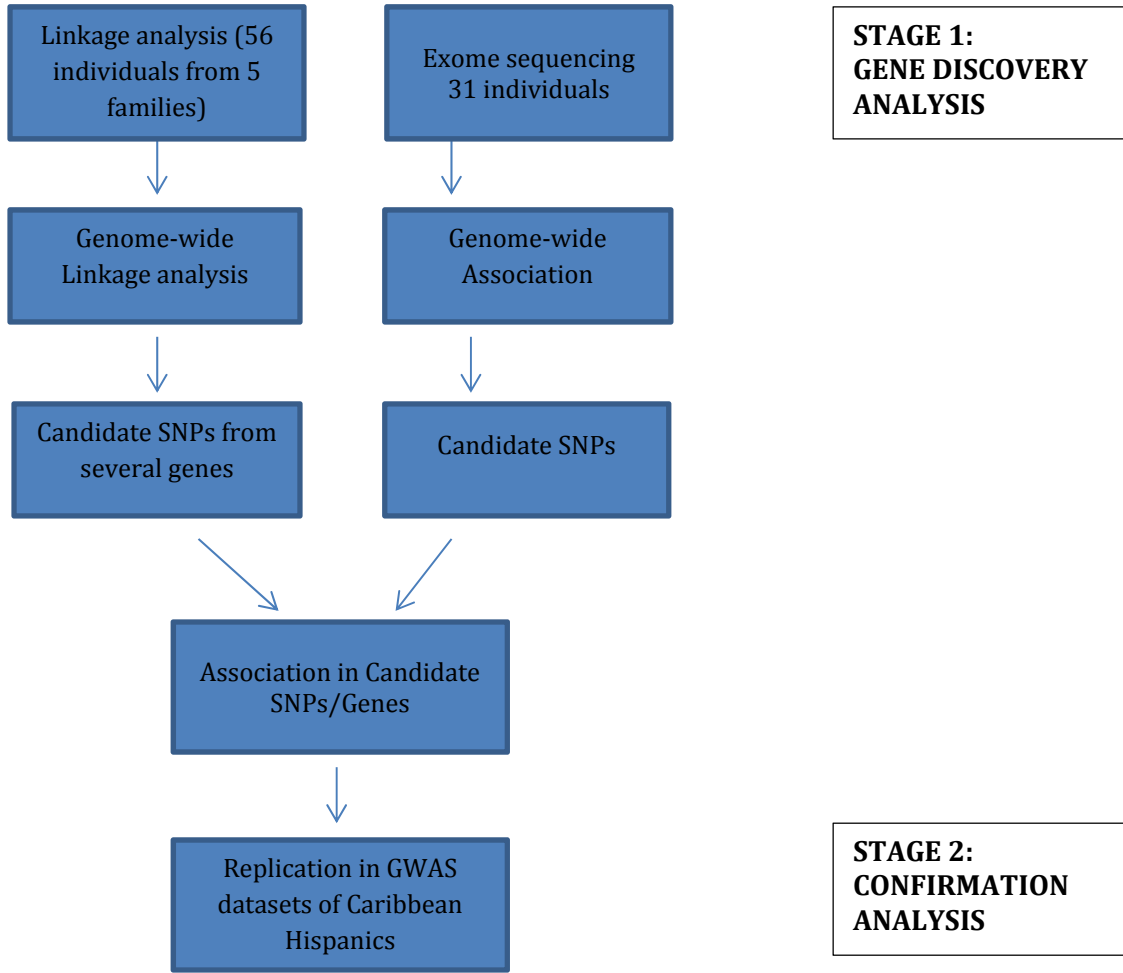 Linkage analysis (56
individuals from 5
families)
Exome sequencing
31 individuals
STAGE 1:
GENE DISCOVERY
ANALYSIS
Genome-wide
Linkage analysis
Genome-wide
Association
Candidate SNPs from
several genes
Candidate SNPs
Association in Candidate
SNPs/Genes
Replication in GWAS
datasets of Caribbean
Hispanics
STAGE 2:
CONFIRMATION
ANALYSIS